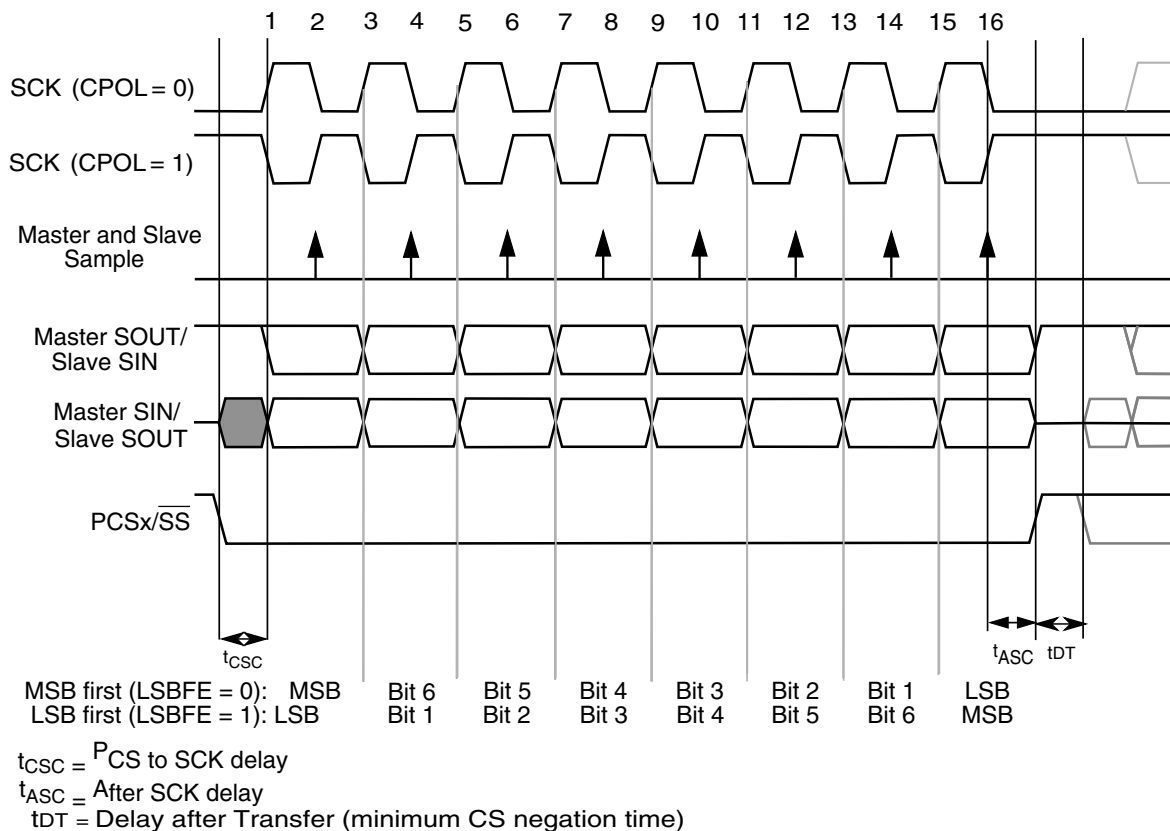 1 2 3 4 5 6 7 8 9 10 11 12 13 14 15 16
SCK (CPOL = 0)
SCK (CPOL = 1)
Master and Slave
Sample
Master SOUT/
Slave SIN
Master SIN/
Slave SOUT
PCSx/SS
tCSC
tASC tDT
MSB first (LSBFE = 0): MSB Bit 6 Bit 5 Bit 4 Bit 3 Bit 2 Bit 1 LSB
LSB first (LSBFE = 1): LSB Bit 1 Bit 2 Bit 3 Bit 4 Bit 5 Bit 6 MSB
tCSC = PCS to SCK delay
tASC = After SCK delay
tDT = Delay after Transfer (minimum CS negation time)